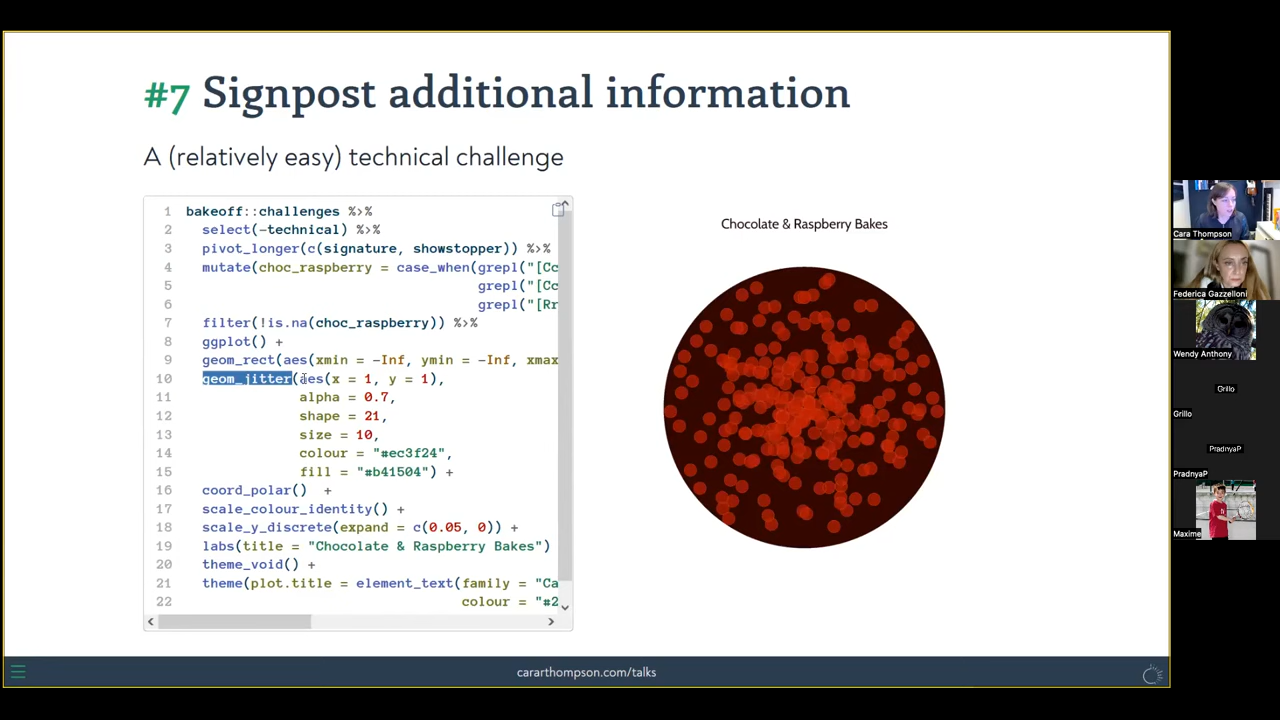 #7 Signpost additional information
A (relatively easy) technical challenge
1 bakeoff::challenges %>%
2 select(-technical) %>%
3 pivot_longer(c(signature, showstopper)) %>%
4 mutate(choc_raspberry = case_when(grepl("[Cc
5 grepl("[Cc
6 grepl("[Rr
7 filter(!is.na(choc_raspberry)) %>%
8 ggplot() +
9 geom_rect(aes(xmin = -Inf, ymin = -Inf, xmax
10 geom_jitter(aes(x = 1, y = 1),
11 alpha = 0.7,
12 shape = 21,
13 size = 10,
14 colour = "#ec3f24",
15 fill = "#b41504") +
16 coord_polar() +
17 scale_colour_identity() +
18 scale_y_discrete(expand = c(0.05, 0)) +
19 labs(title = "Chocolate & Raspberry Bakes")
20 theme_void() +
21 theme(plot.title = element_text(family = "Ca
22 colour = "#2
Chocolate & Raspberry Bakes
cararthompson.com/talks
Cara Thompson
Federica Gazzelloni
Wendy Anthony
Grillo
Grillo
PradnyaP
PradnyaP
Maxime